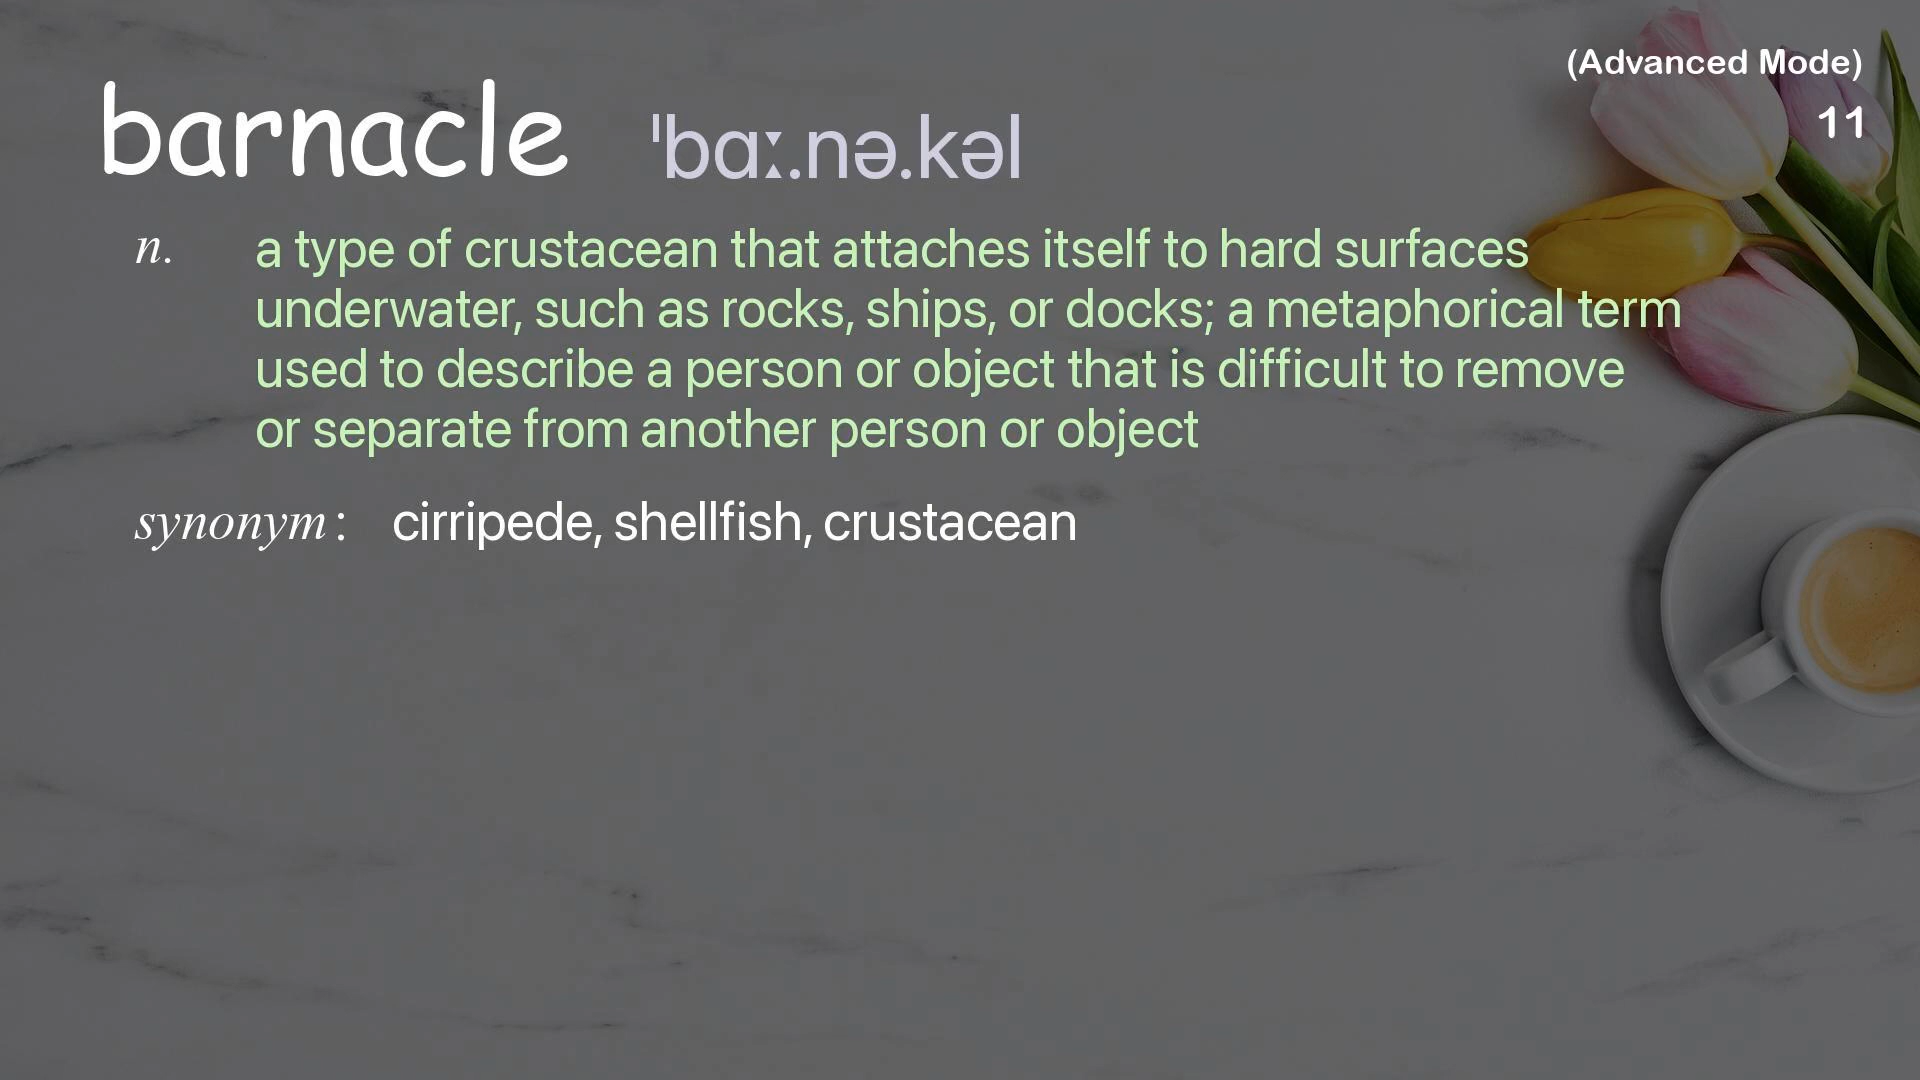 (Advanced Mode)
barnacle ˈbɑː.nə.kəl
11
n. a type of crustacean that attaches itself to hard surfaces
underwater, such as rocks, ships, or docks; a metaphorical term
used to describe a person or object that is difficult to remove
or separate from another person or object
synonym: cirripede, shellfish, crustacean